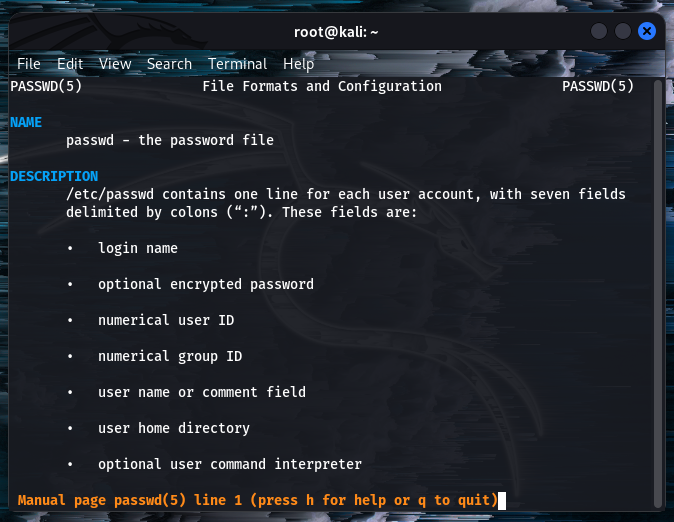 root@kali: ~
File Edit View Search Terminal Help
PASSWD(5) File Formats and Configuration PASSWD(5)
NAME
passwd - the password file
DESCRIPTION
/etc/passwd contains one line for each user account, with seven fields
delimited by colons (“:”). These fields are:
• login name
• optional encrypted password
• numerical user ID
• numerical group ID
• user name or comment field
• user home directory
• optional user command interpreter
Manual page passwd(5) line 1 (press h for help or q to quit)